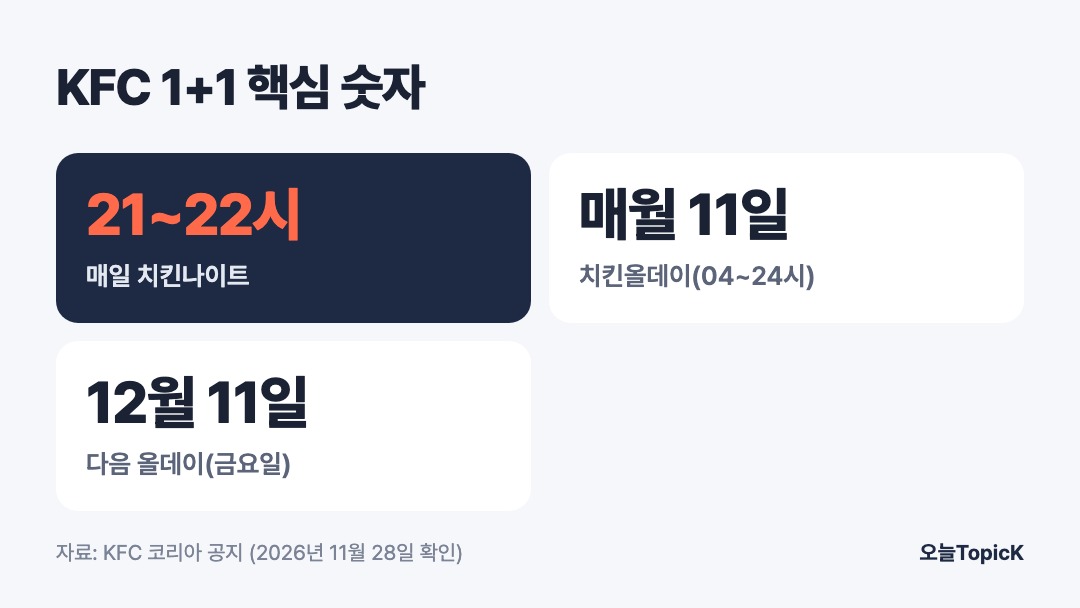 KFC 1+1 핵심 숫자
21~22시
매일 치킨나이트
매월 11일
치킨올데이(04~24시)
12월 11일
다음 올데이(금요일)
자료: KFC 코리아 공지 (2026년 11월 28일 확인)
오늘TopicK